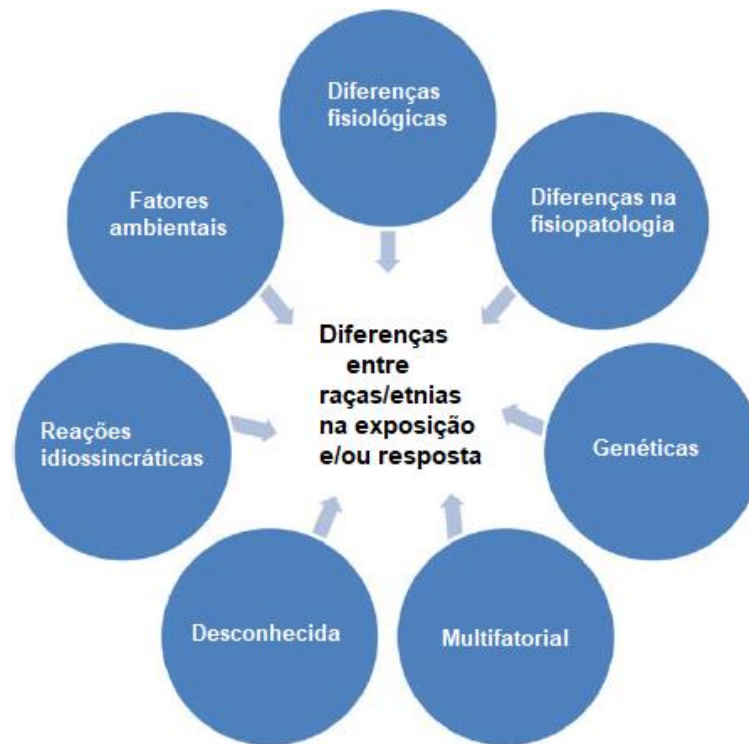 Diferenças
fisiológicas
Diferenças na
fisiopatologia
Genéticas
Multifatorial
Desconhecida
Reações
idiossincráticas
Fatores
ambientais
Diferenças
entre
raças/etnias
na exposição
e/ou resposta